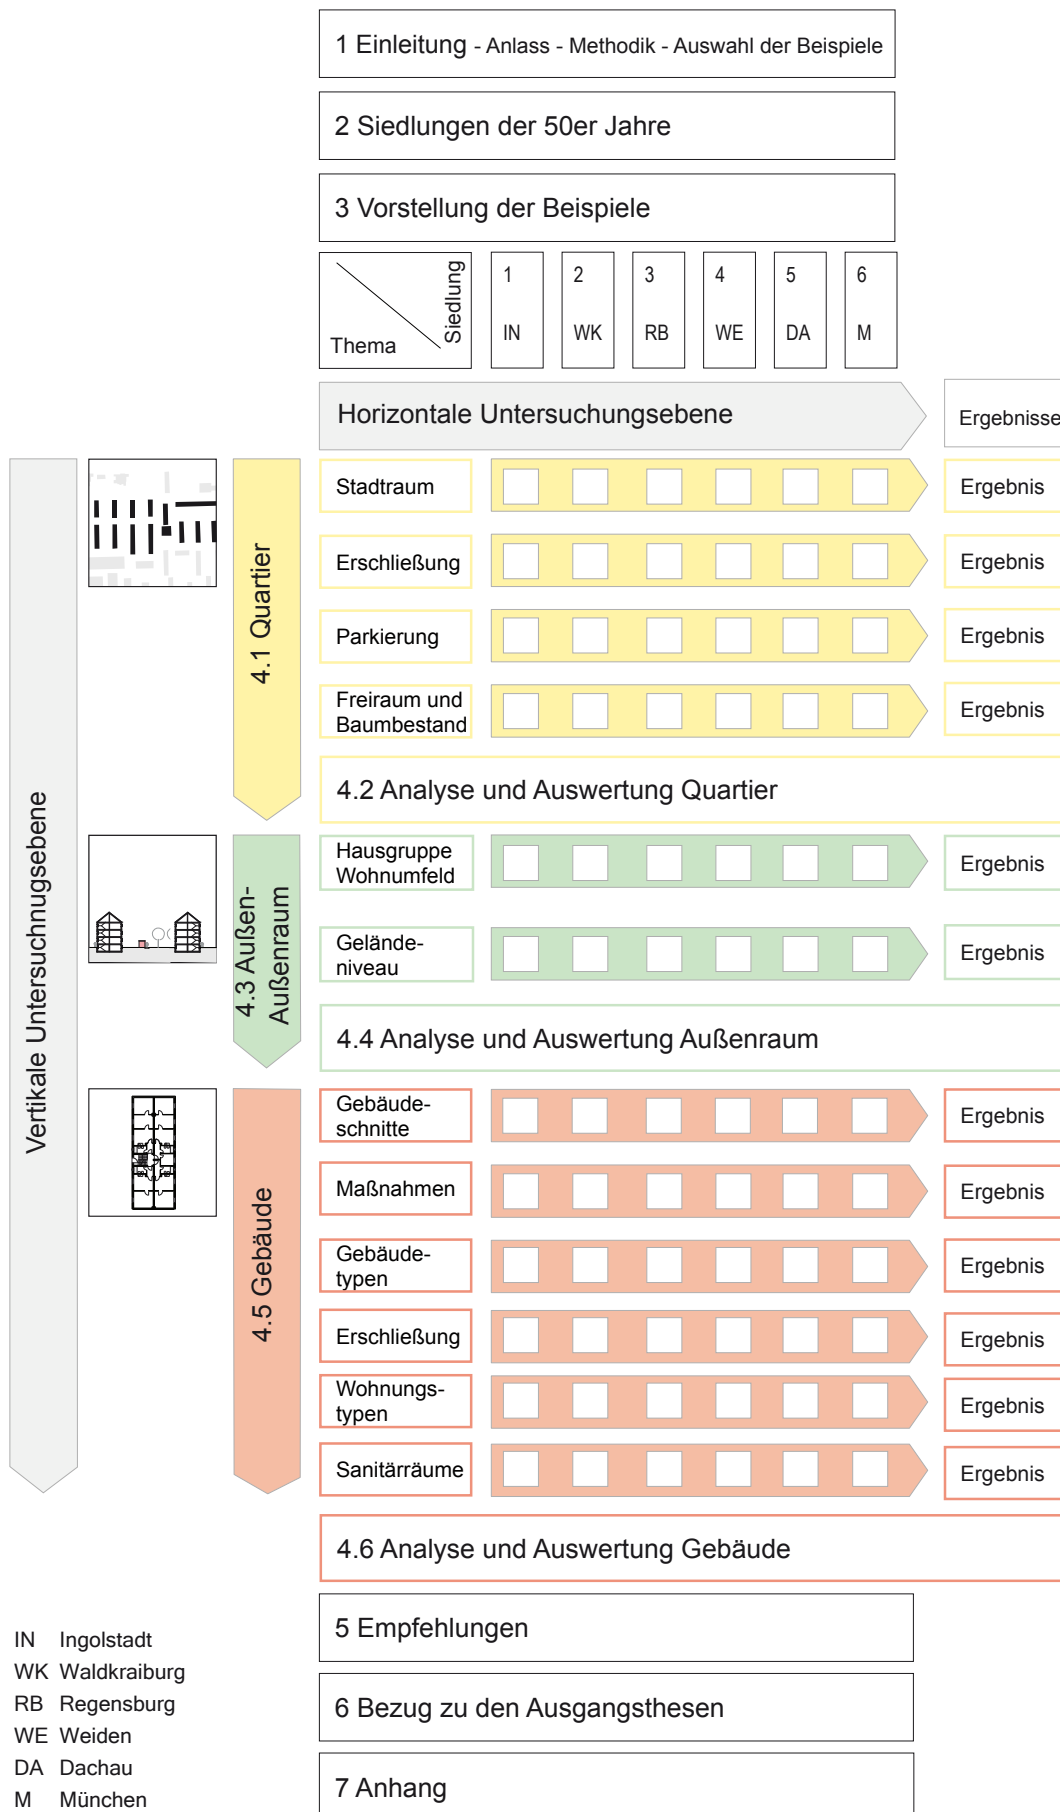 1 Einleitung - Anlass - Methodik - Auswahl der Beispiele
2 Siedlungen der 50er Jahre
3 Vorstellung der Beispiele
Thema
Siedlung
1 2 3 4 5 6
IN WK RB WE DA M
Horizontale Untersuchungsebene
Ergebnisse
Vertikale Untersuchnugsebene
4.1 Quartier
Stadtraum
Ergebnis
Erschließung
Ergebnis
Parkierung
Ergebnis
Freiraum und
Baumbestand
Ergebnis
4.2 Analyse und Auswertung Quartier
4.3 Außen-
Außenraum
Hausgruppe
Wohnumfeld
Ergebnis
Gelände-
niveau
Ergebnis
4.4 Analyse und Auswertung Außenraum
4.5 Gebäude
Gebäude-
schnitte
Ergebnis
Maßnahmen
Ergebnis
Gebäude-
typen
Ergebnis
Erschließung
Ergebnis
Wohnungs-
typen
Ergebnis
Sanitärräume
Ergebnis
4.6 Analyse und Auswertung Gebäude
5 Empfehlungen
6 Bezug zu den Ausgangsthesen
7 Anhang
IN Ingolstadt
WK Waldkraiburg
RB Regensburg
WE Weiden
DA Dachau
M München